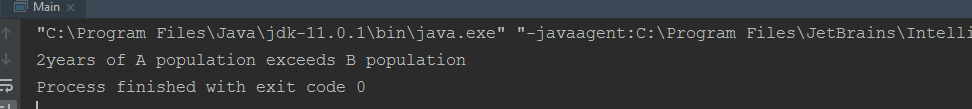 Main
"C:\Program Files\Java\jdk-11.0.1\bin\java.exe" "-javaagent:C:\Program Files\JetBrains\Intelli
2years of A population exceeds B population
Process finished with exit code 0